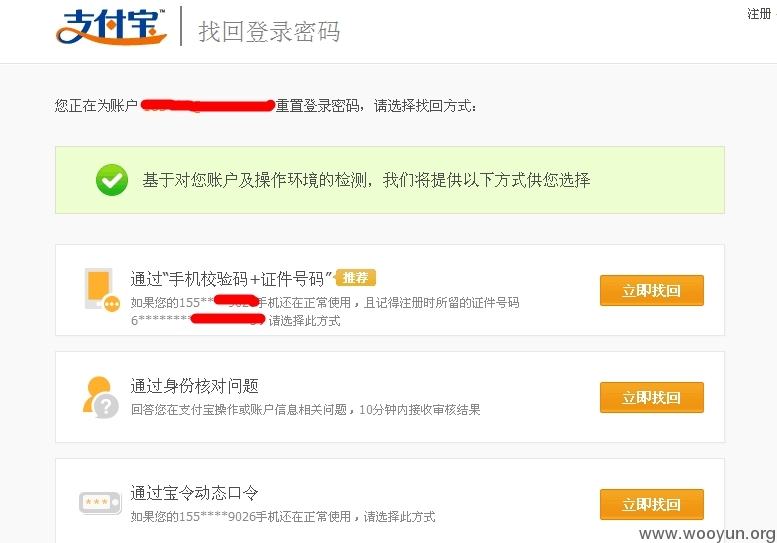 支付宝™ 找回登录密码
注册
您正在为账户 重置登录密码，请选择找回方式：
基于对您账户及操作环境的检测，我们将提供以下方式供您选择
通过“手机校验码+证件号码” 推荐
如果您的155** 手机还在正常使用，且记得注册时所留的证件号码
6******** ，请选择此方式
立即找回
通过身份核对问题
回答您在支付宝操作或账户信息相关问题，10分钟内接收审核结果
立即找回
通过宝令动态口令
如果您的155****9026手机还在正常使用，请选择此方式
立即找回
www.wooyun.org